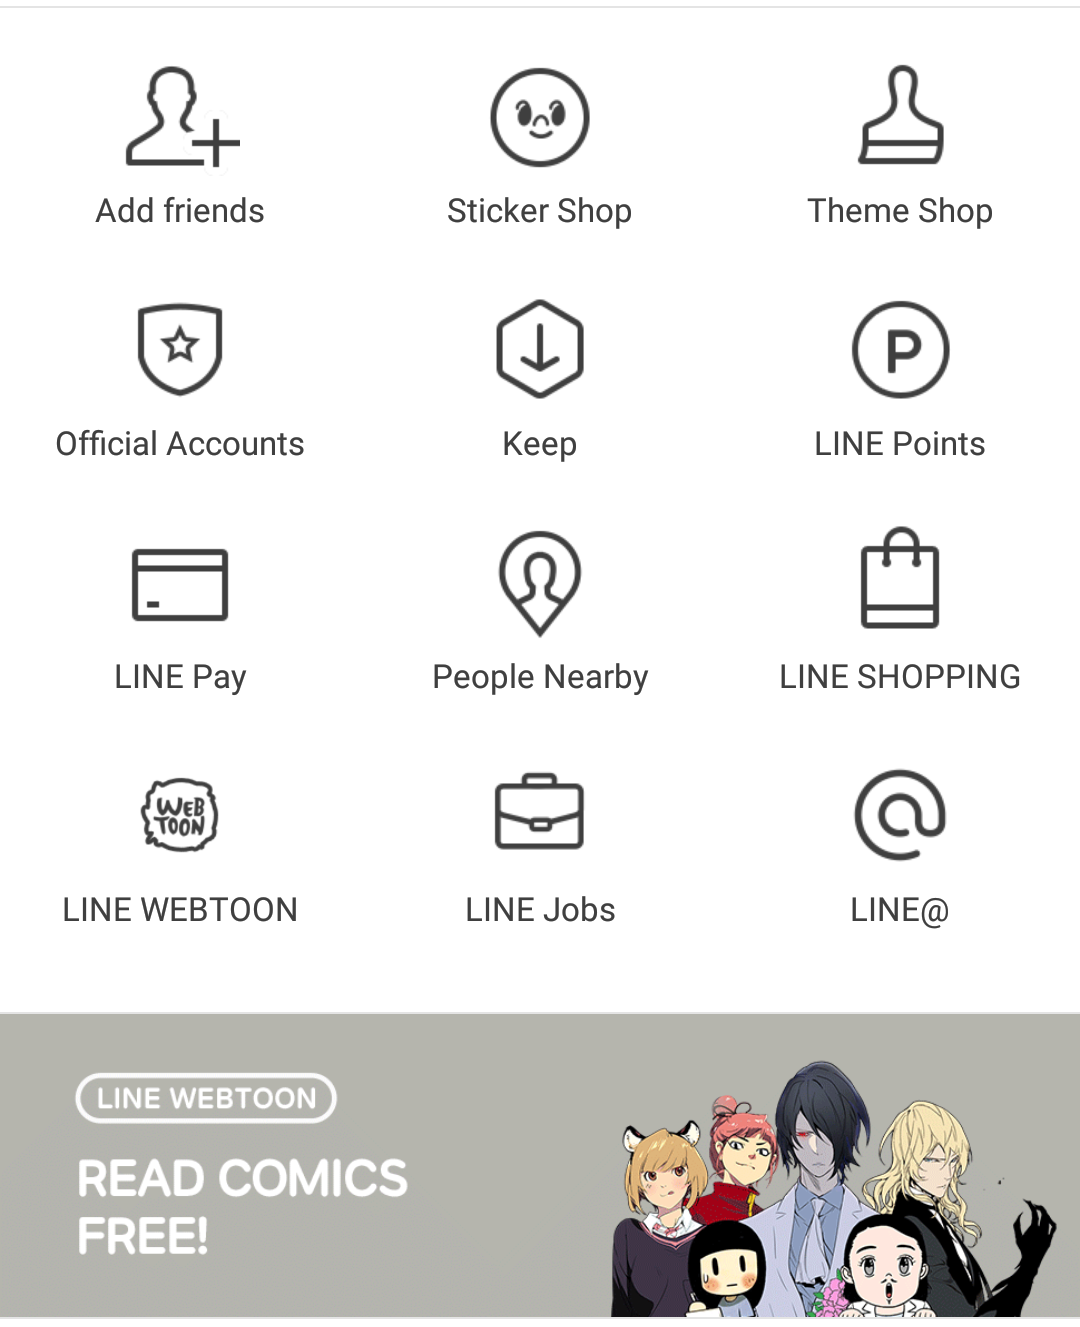 Add friends
Sticker Shop
Theme Shop
Official Accounts
Keep
P
LINE Points
LINE Pay
People Nearby
LINE SHOPPING
WEB
TOON
@
LINE WEBTOON
LINE Jobs
LINE@
LINE WEBTOON
READ COMICS
FREE!